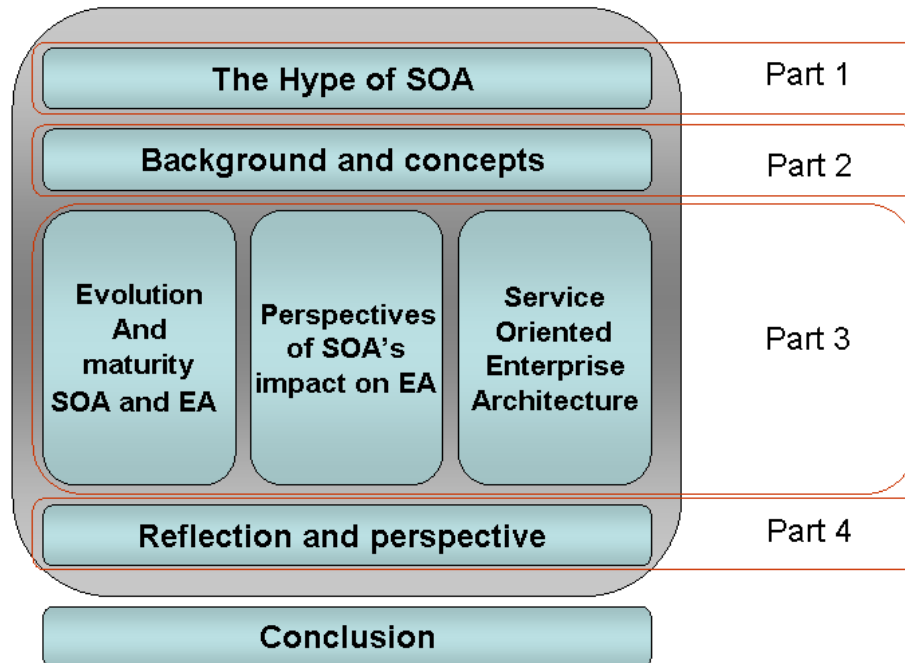 The Hype of SOA
Part 1
Background and concepts
Part 2
Evolution
And
maturity
SOA and EA
Perspectives
of SOA's
impact on EA
Service
Oriented
Enterprise
Architecture
Part 3
Reflection and perspective
Part 4
Conclusion